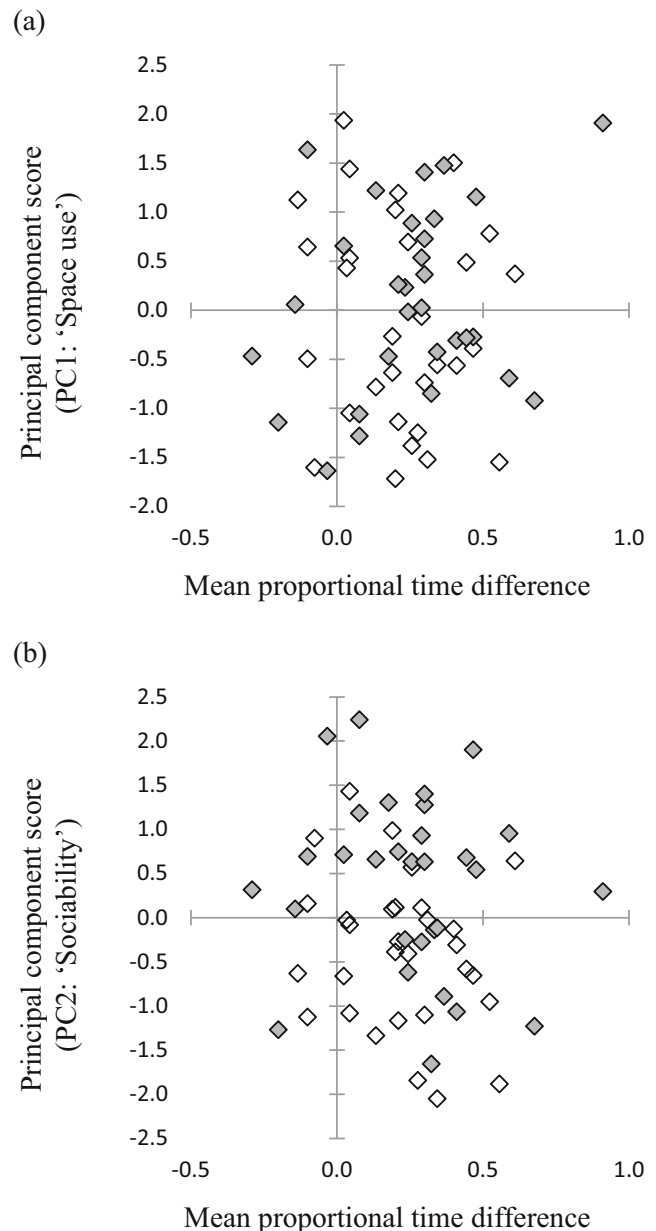 (a)
2.5
2.0
1.5
1.0
0.5
0.0
-0.5
-1.0
-1.5
-2.0
-0.5 0.0 0.5 1.0
Principal component score
(PC1: ‘Space use’)
Mean proportional time difference
(b)
2.5
2.0
1.5
1.0
0.5
0.0
-0.5
-1.0
-1.5
-2.0
-2.5
-0.5 0.0 0.5 1.0
Principal component score
(PC2: ‘Sociability’)
Mean proportional time difference